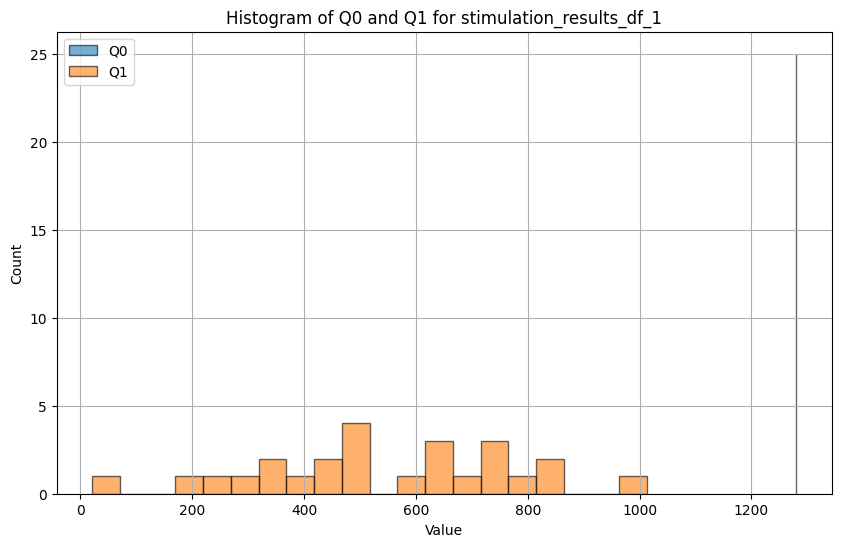 Histogram of Q0 and Q1 for stimulation_results_df_1
Q0
Q1
25
20
15
10
5
0
Count
0 200 400 600 800 1000 1200
Value